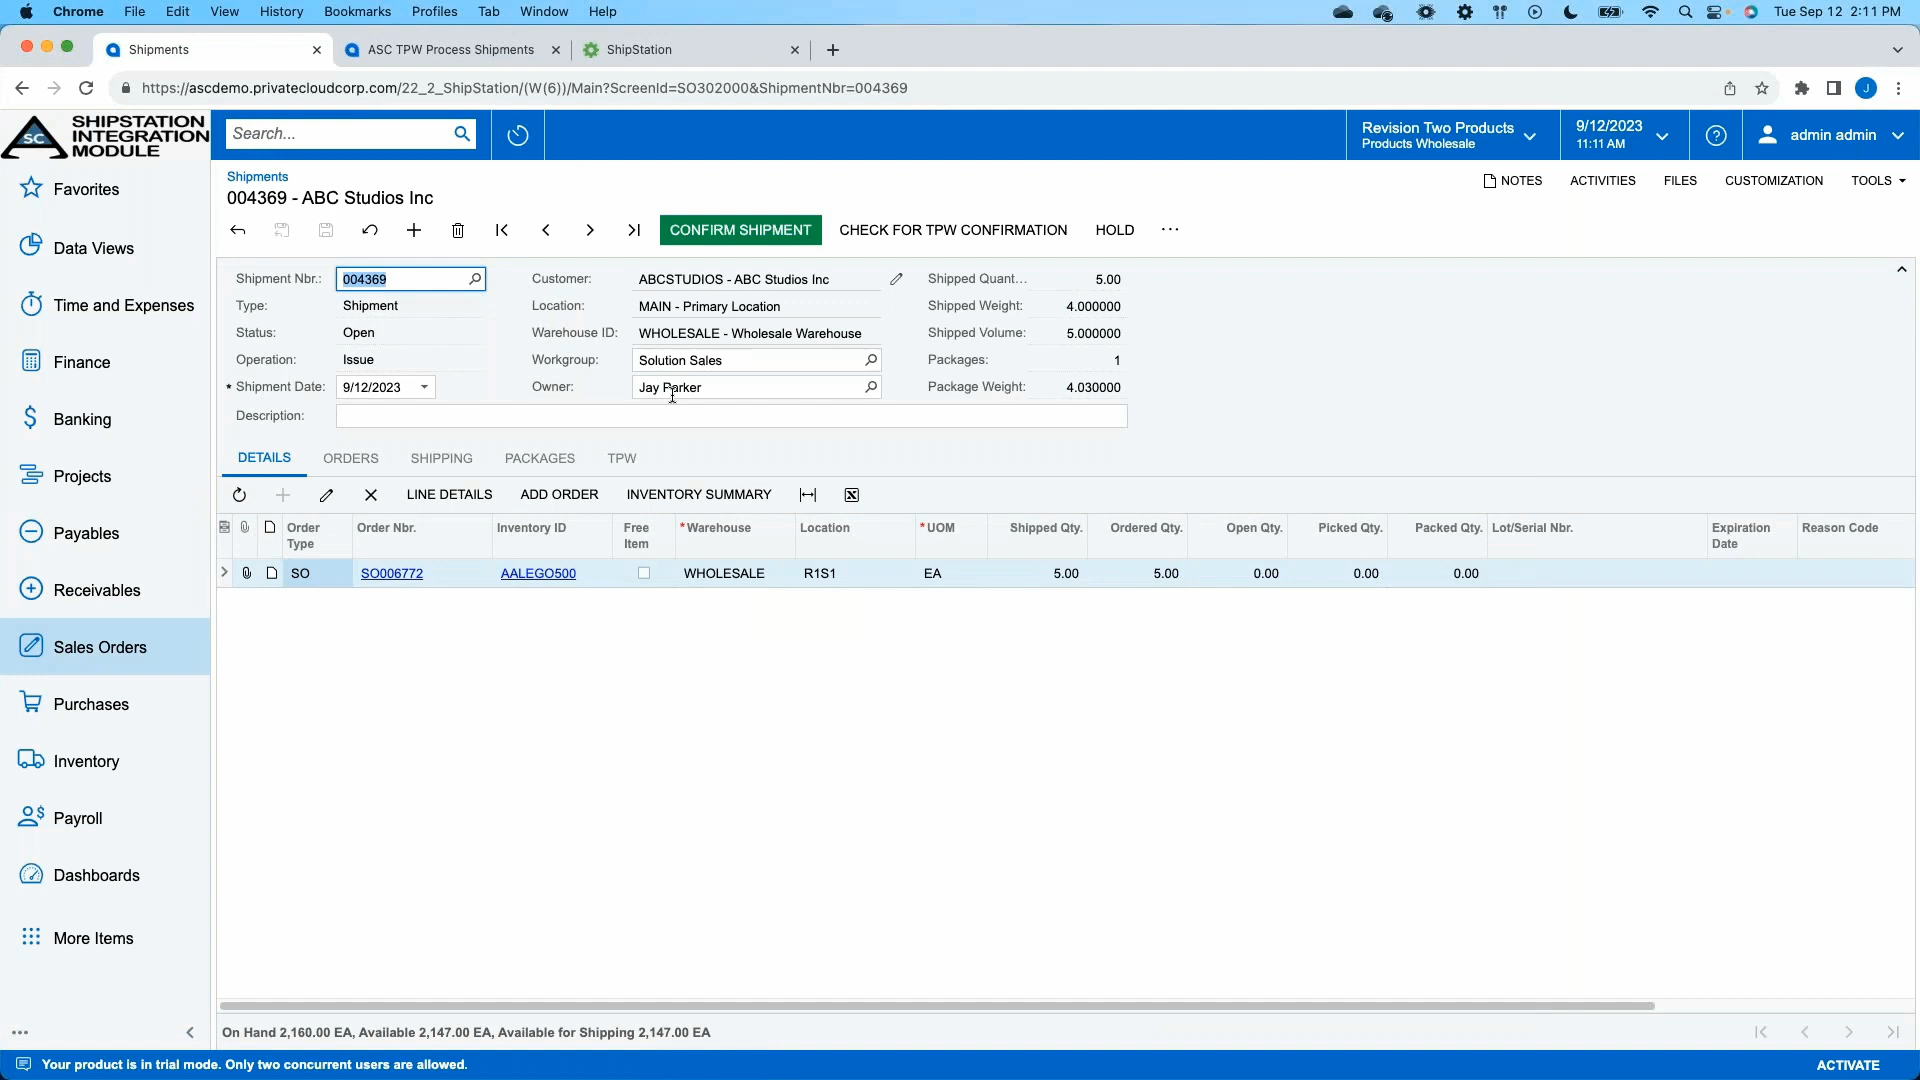 Chrome File Edit View History Bookmarks Profiles Tab Window Help Tue Sep 12 2:11 PM
Shipments ASC TPW Process Shipments ShipStation
https://ascdemo.privatecloudcorp.com/22_2_ShipStation/(W(6))/Main?ScreenId=SO302000&ShipmentNbr=004369 J
SC SHIPSTATION
INTEGRATION
MODULE
Search...
Revision Two Products
Products Wholesale
9/12/2023
11:11 AM
admin admin
Favorites
Data Views
Time and Expenses
Finance
Banking
Projects
Payables
Receivables
Sales Orders
Purchases
Inventory
Payroll
Dashboards
More Items
Shipments
004369 - ABC Studios Inc
NOTES ACTIVITIES FILES CUSTOMIZATION TOOLS
CONFIRM SHIPMENT CHECK FOR TPW CONFIRMATION HOLD ...
Shipment Nbr.: 004369 Customer: ABCSTUDIOS - ABC Studios Inc Shipped Quant... 5.00
Type: Shipment Location: MAIN - Primary Location Shipped Weight: 4.000000
Status: Open Warehouse ID: WHOLESALE - Wholesale Warehouse Shipped Volume: 5.000000
Operation: Issue Workgroup: Solution Sales Packages: 1
* Shipment Date: 9/12/2023 Owner: Jay Parker Package Weight: 4.030000
Description:
DETAILS ORDERS SHIPPING PACKAGES TPW
LINE DETAILS ADD ORDER INVENTORY SUMMARY
Order Type Order Nbr. Inventory ID Free Item *Warehouse Location *UOM Shipped Qty. Ordered Qty. Open Qty. Picked Qty. Packed Qty. Lot/Serial Nbr. Expiration Date Reason Code
SO SO006772 AALEGO500 WHOLESALE R1S1 EA 5.00 5.00 0.00 0.00 0.00
On Hand 2,160.00 EA, Available 2,147.00 EA, Available for Shipping 2,147.00 EA
Your product is in trial mode. Only two concurrent users are allowed. ACTIVATE